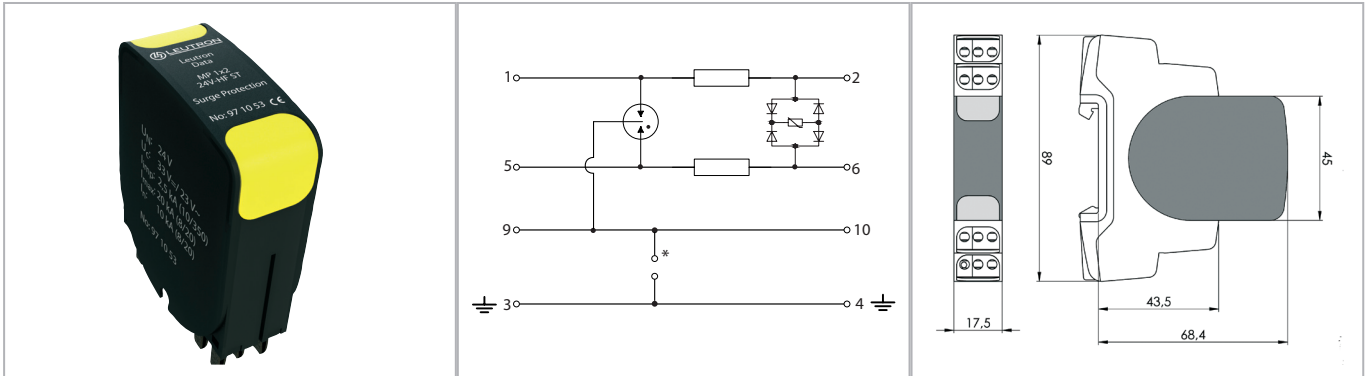 LEUTRON
Leutron
Data
MP 1x2
24V-HF ST
Surge Protection
No: 97 10 53 CE
24 V
33 V=/ 23 V~
2,5 kA (10/350)
20 kA (8/20)
10 kA (8/20)
No: 97 10 53
1
2
5
6
9
10
*
3
4
17,5
89
43,5
68,4
45